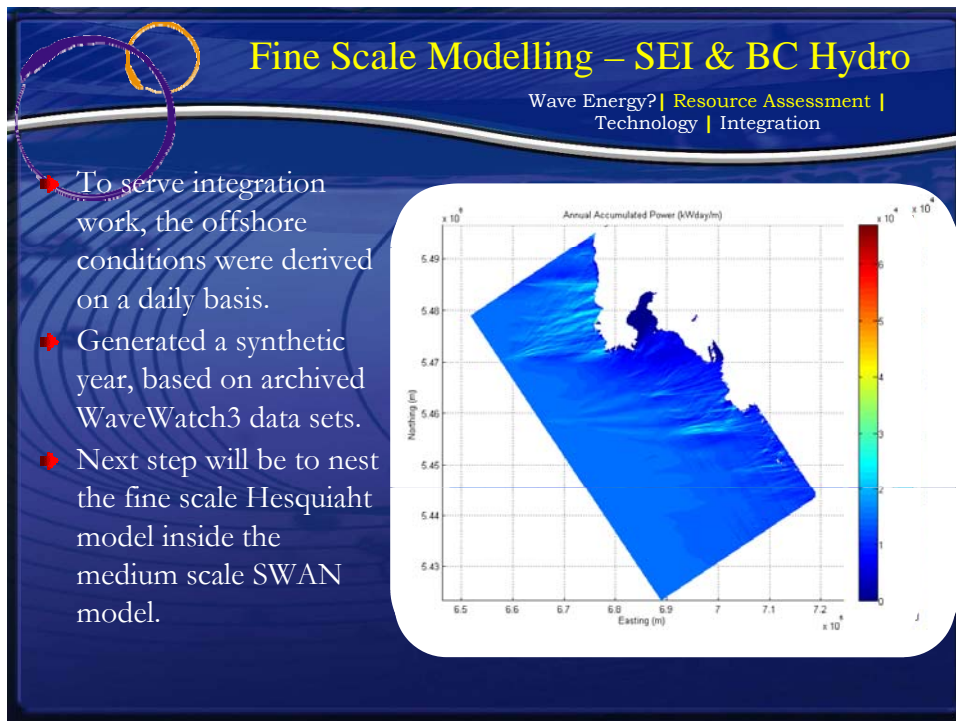 Fine Scale Modelling – SEI & BC Hydro
Wave Energy?| Resource Assessment |
Technology | Integration
To serve integration
work, the offshore
conditions were derived
on a daily basis.
Generated a synthetic
year, based on archived
WaveWatch3 data sets.
Next step will be to nest
the fine scale Hesquiaht
model inside the
medium scale SWAN
model.
Annual Accumulated Power (kWday/m)
x 10
x 10 4
x 10 4
5.49
5.48
5.47
5.46
5.45
5.44
5.43
Northing (m)
6.5 6.6 6.7 6.8 6.9 7 7.1 7.2
Easting (m)
x 10
6
5
4
3
2
1
0